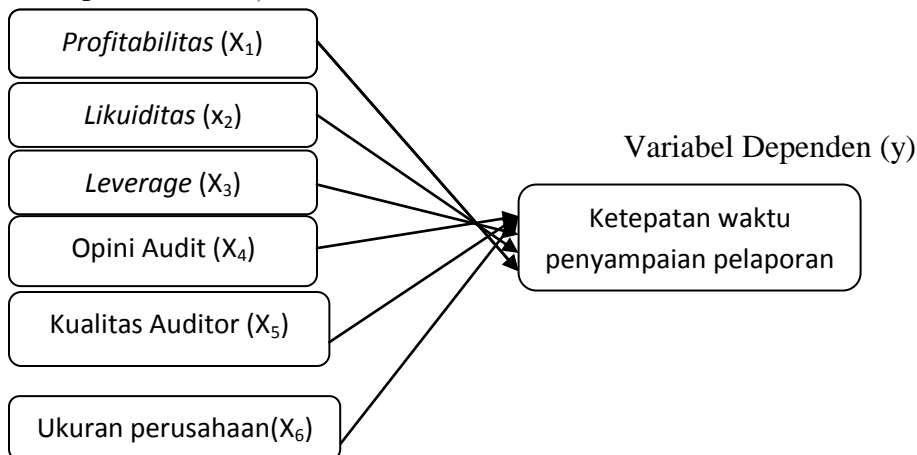 Profitabilitas (X₁)
Likuiditas (x₂)
Variabel Dependen (y)
Leverage (X₃)
Ketepatan waktu
penyampaian pelaporan
Opini Audit (X₄)
Kualitas Auditor (X₅)
Ukuran perusahaan(X₆)